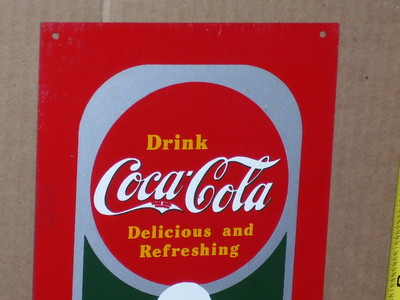 Drink
Coca-Cola
Delicious and
Refreshing